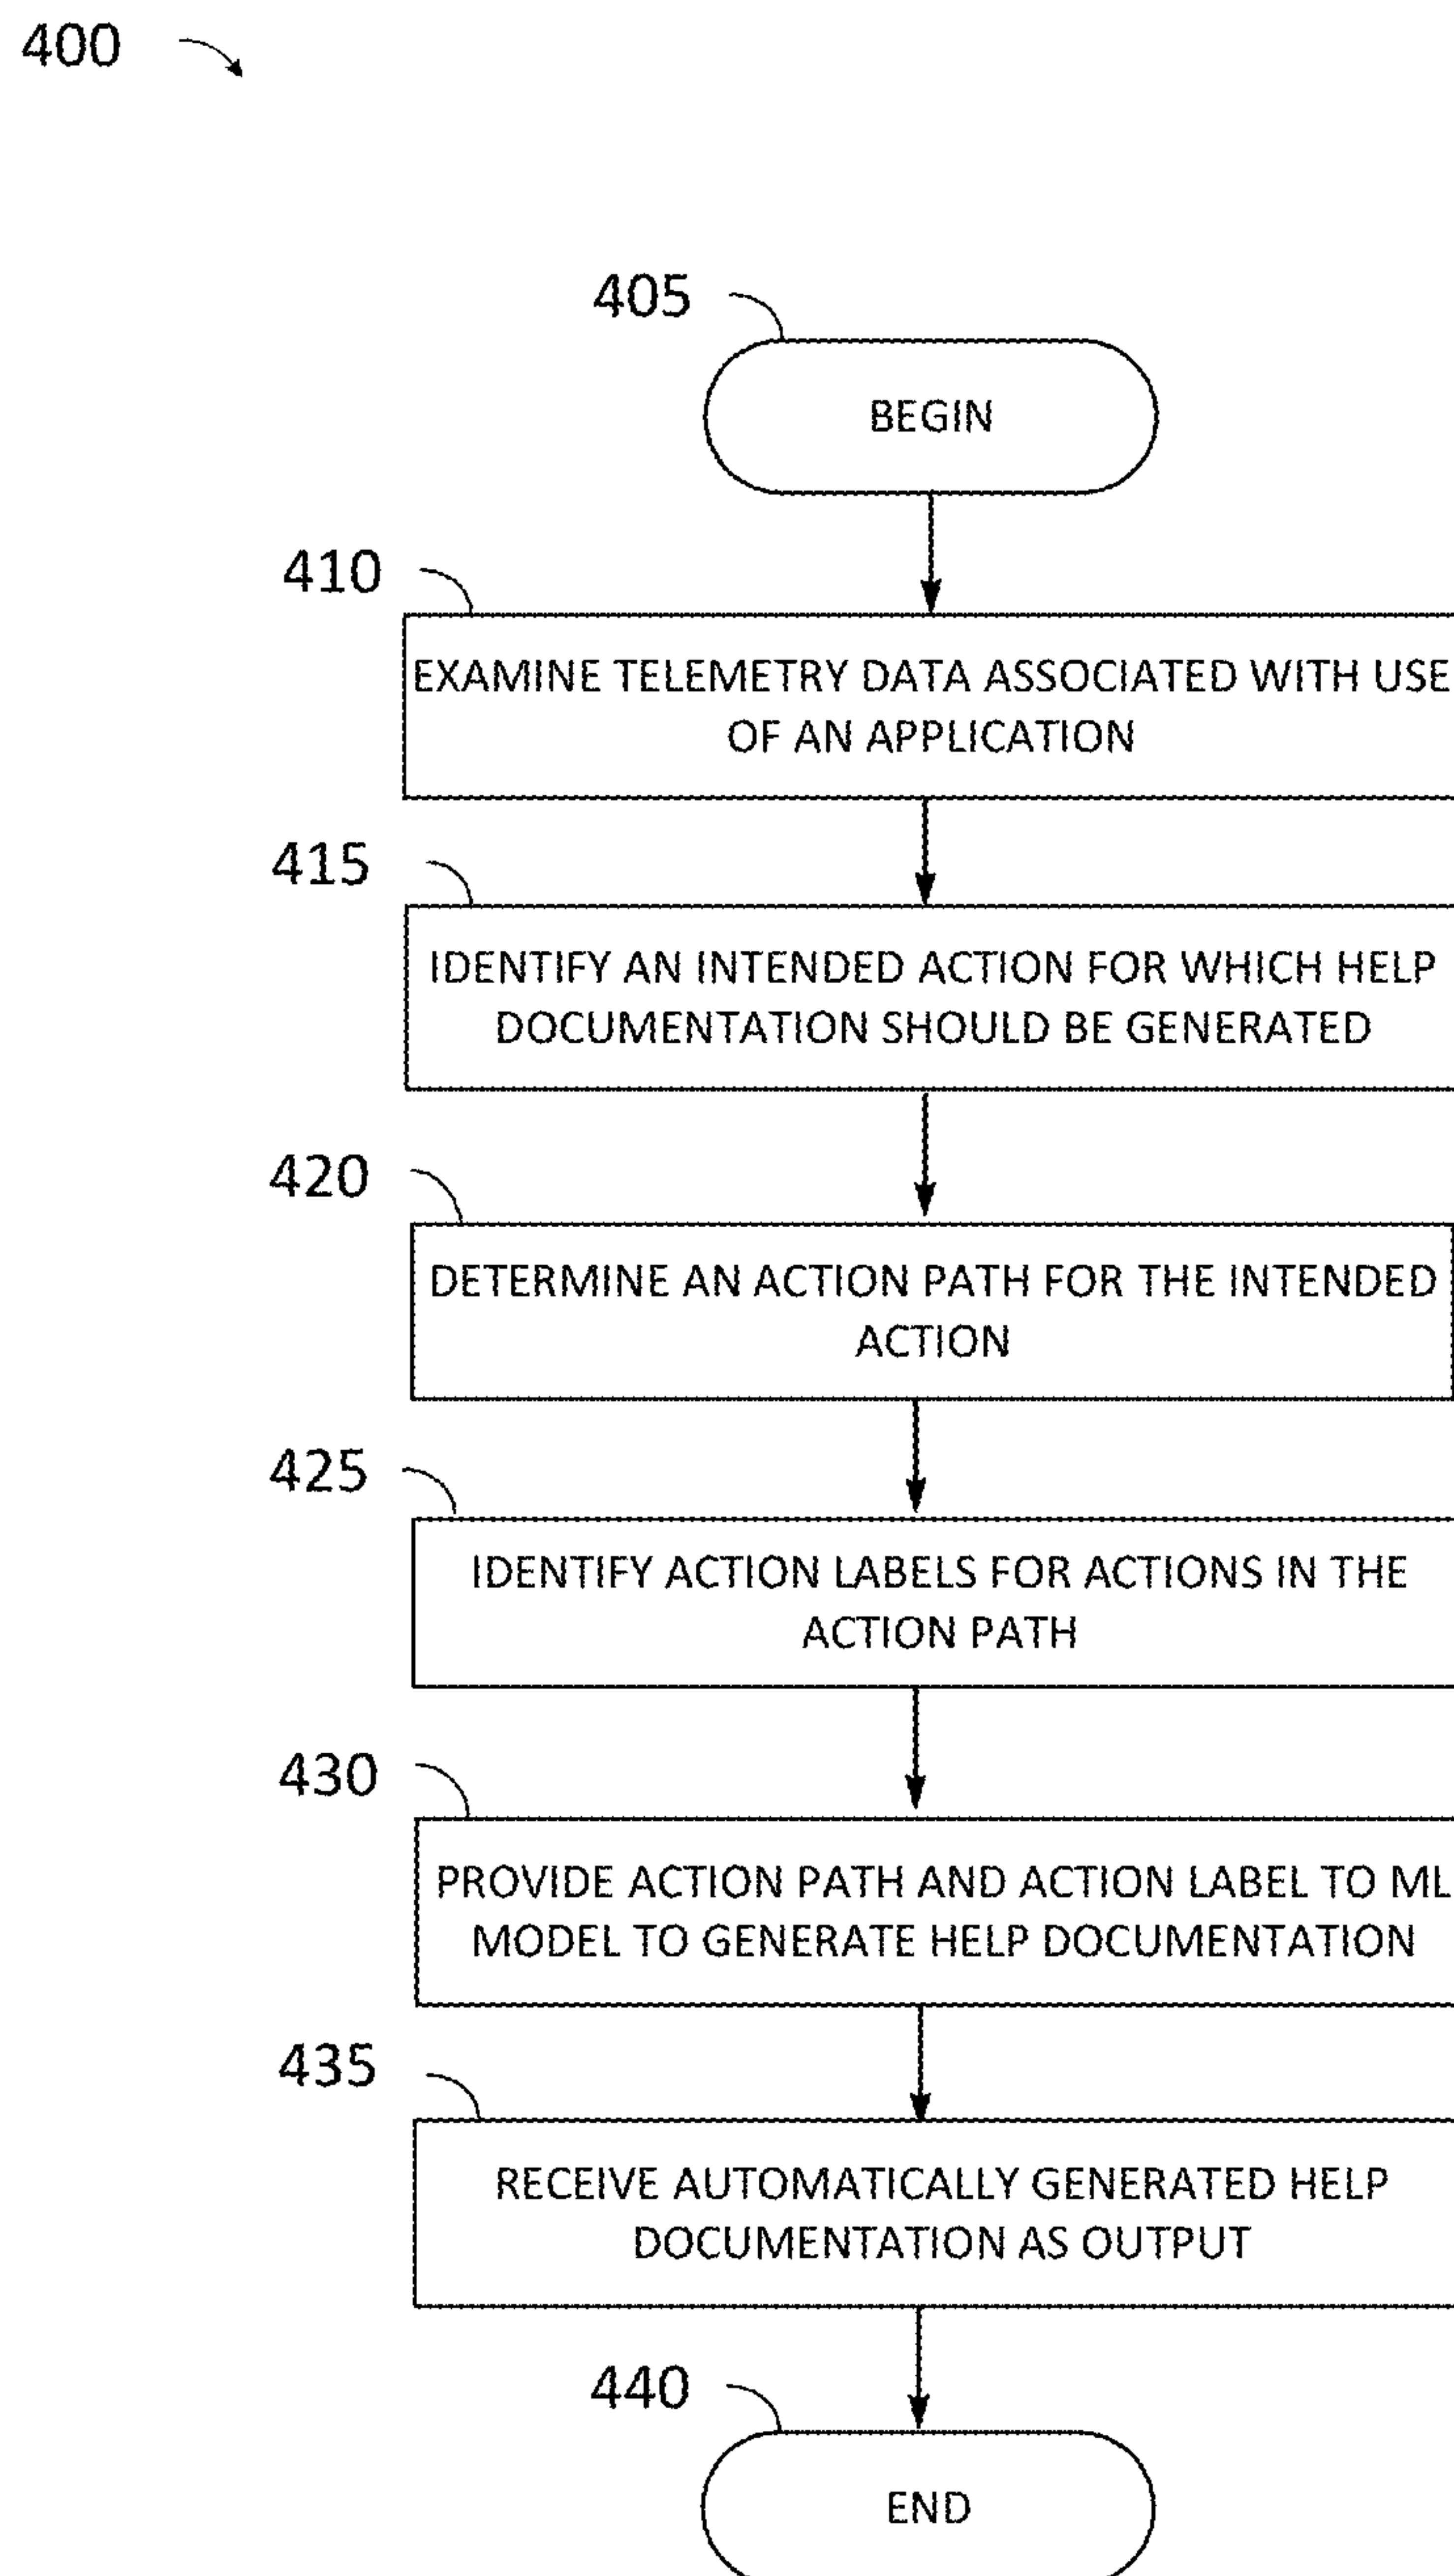 400
405
BEGIN
410
EXAMINE TELEMETRY DATA ASSOCIATED WITH USE
OF AN APPLICATION
415
IDENTIFY AN INTENDED ACTION FOR WHICH HELP
DOCUMENTATION SHOULD BE GENERATED
420
DETERMINE AN ACTION PATH FOR THE INTENDED
ACTION
425
IDENTIFY ACTION LABELS FOR ACTIONS IN THE
ACTION PATH
430
PROVIDE ACTION PATH AND ACTION LABEL TO ML
MODEL TO GENERATE HELP DOCUMENTATION
435
RECEIVE AUTOMATICALLY GENERATED HELP
DOCUMENTATION AS OUTPUT
440
END